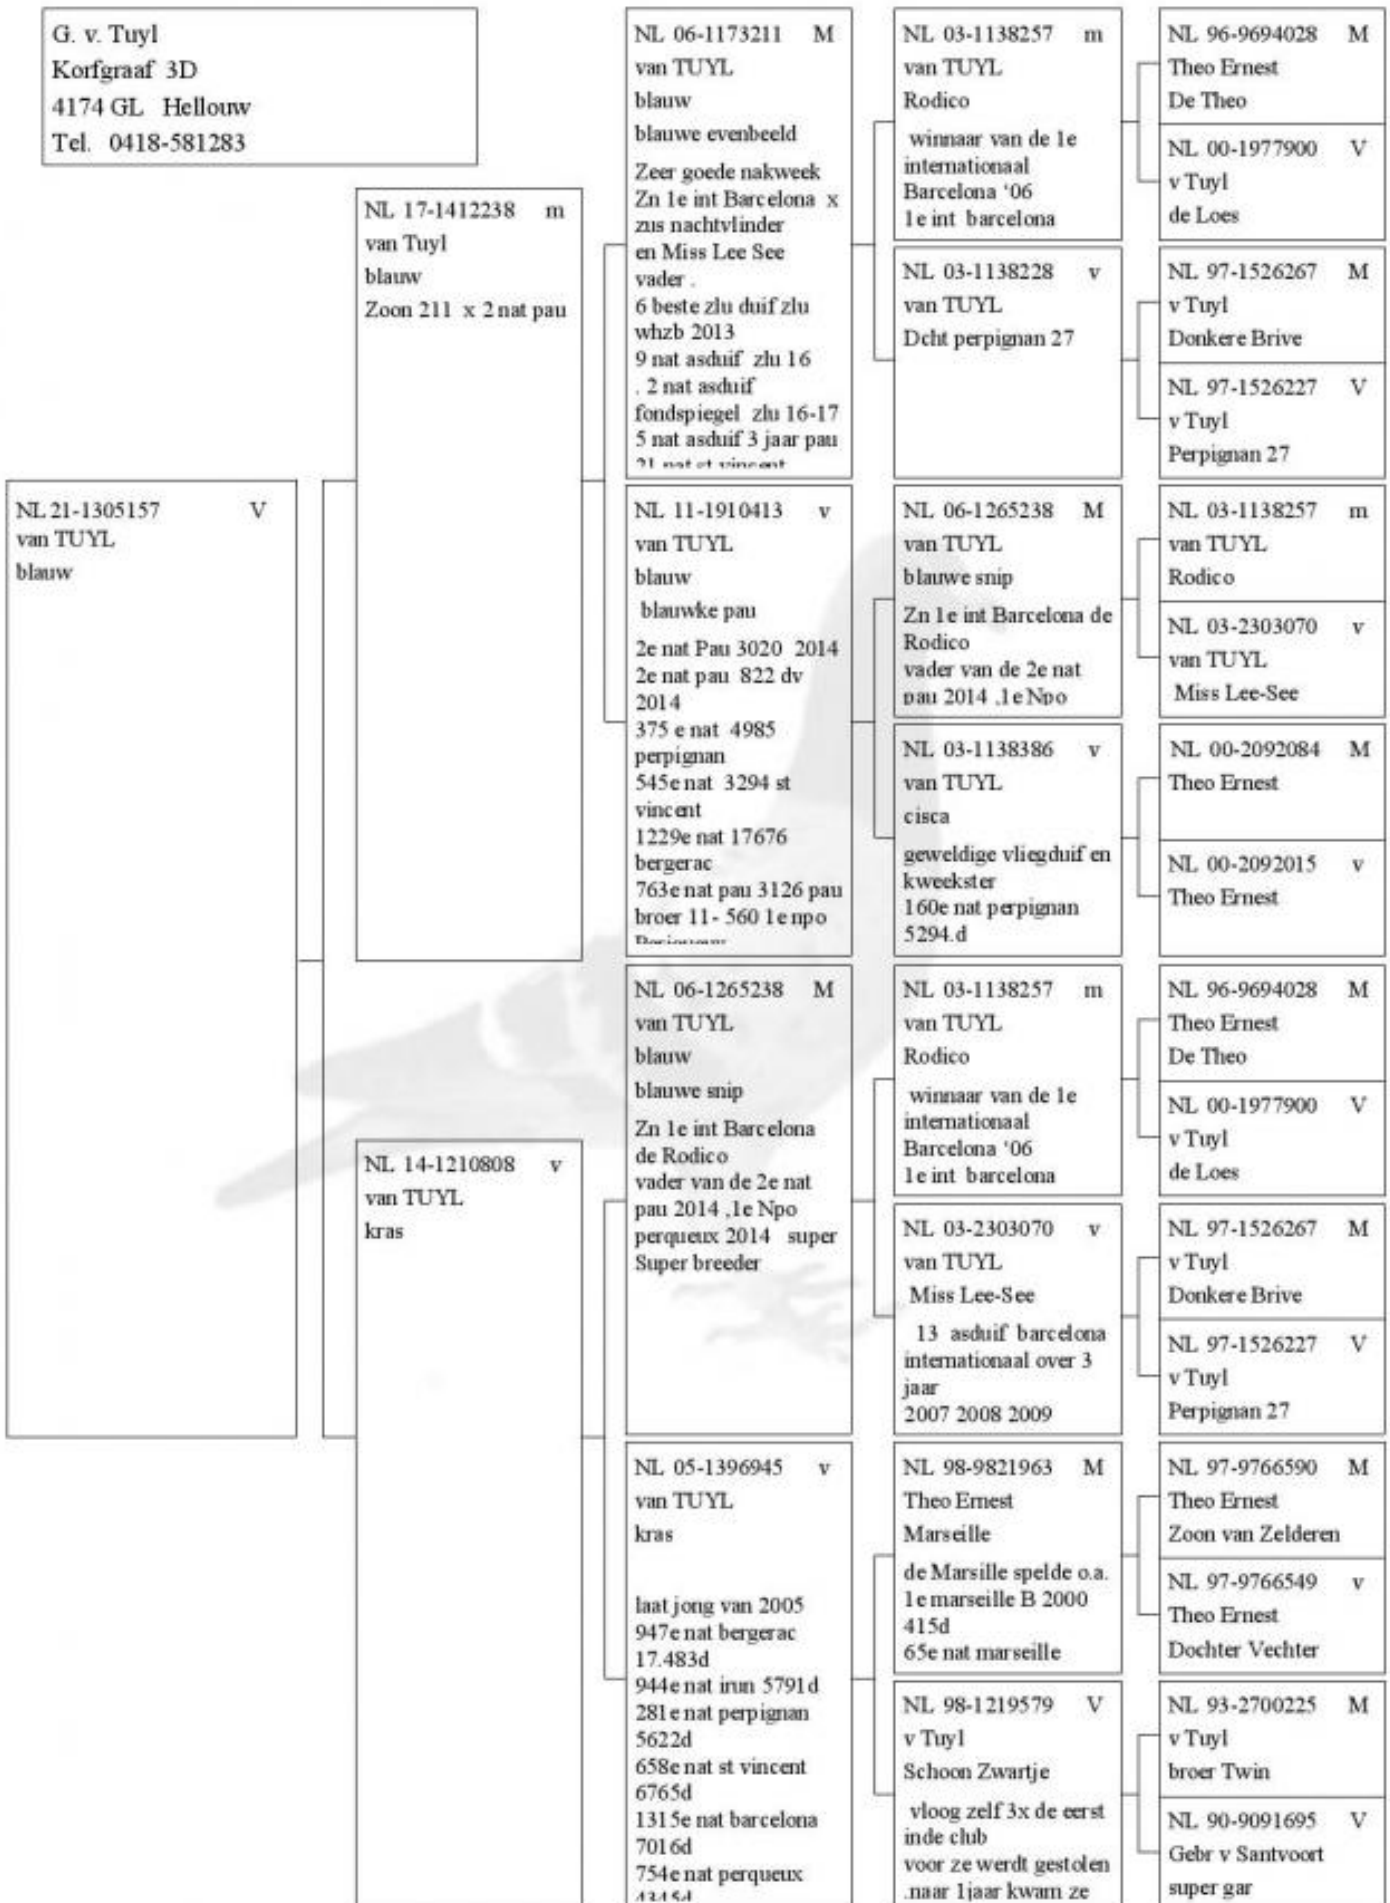 G. v. Tuyl
Korfgraaf 3D
4174 GL Hellouw
Tel. 0418-581283
NL 21-1305157 V
van TUYL
blauw
NL 17-1412238 m
van Tuyl
blauw
Zoon 211 x 2 nat pau
NL 14-1210808 v
van TUYL
kras
NL 06-1173211 M
van TUYL
blauw
blauwe evenbeeld
Zeer goede nakweek
Zn 1e int Barcelona x
zus nachtvlinder
en Miss Lee See
vader .
6 beste zlu duif zlu
whzb 2013
9 nat asduif zlu 16
. 2 nat asduif
fondspiegel zlu 16-17
5 nat asduif 3 jaar pau
21 nat st vincent
NL 11-1910413 v
van TUYL
blauw
blauwke pau
2e nat Pau 3020 2014
2e nat pau 822 dv
2014
375 e nat 4985
perpignan
545e nat 3294 st
vincent
1229e nat 17676
bergerac
763e nat pau 3126 pau
broer 11- 560 1e npo
NL 06-1265238 M
van TUYL
blauw
blauwe snip
Zn 1e int Barcelona
de Rodico
vader van de 2e nat
pau 2014 ,1e Npo
perqueux 2014 super
Super breeder
NL 05-1396945 v
van TUYL
kras
laat jong van 2005
947e nat bergerac
17.483d
944e nat irun 5791d
281e nat perpignan
5622d
658e nat st vincent
6765d
1315e nat barcelona
7016d
754e nat perqueux
4345d
NL 03-1138257 m
van TUYL
Rodico
winnaar van de 1e
internationaal
Barcelona '06
1e int barcelona
NL 03-1138228 v
van TUYL
Dcht perpignan 27
NL 06-1265238 M
van TUYL
blauwe snip
Zn 1e int Barcelona de
Rodico
vader van de 2e nat
pau 2014 ,1e Npo
NL 03-1138386 v
van TUYL
cisca
geweldige vliegduif en
kweekster
160e nat perpignan
5294.d
NL 03-1138257 m
van TUYL
Rodico
winnaar van de 1e
internationaal
Barcelona '06
1e int barcelona
NL 03-2303070 v
van TUYL
Miss Lee-See
13 asduif barcelona
internationaal over 3
jaar
2007 2008 2009
NL 98-9821963 M
Theo Ernest
Marseille
de Marsille spelde o.a.
1e marseille B 2000
415d
65e nat marseille
NL 98-1219579 V
v Tuyl
Schoon Zwartje
vloog zelf 3x de eerst
inde club
voor ze werdt gestolen
.naar 1jaar kwam ze
NL 96-9694028 M
Theo Ernest
De Theo
NL 00-1977900 V
v Tuyl
de Loes
NL 97-1526267 M
v Tuyl
Donkere Brive
NL 97-1526227 V
v Tuyl
Perpignan 27
NL 03-1138257 m
van TUYL
Rodico
NL 03-2303070 v
van TUYL
Miss Lee-See
NL 00-2092084 M
Theo Ernest
NL 00-2092015 v
Theo Ernest
NL 96-9694028 M
Theo Ernest
De Theo
NL 00-1977900 V
v Tuyl
de Loes
NL 97-1526267 M
v Tuyl
Donkere Brive
NL 97-1526227 V
v Tuyl
Perpignan 27
NL 97-9766590 M
Theo Ernest
Zoon van Zelderen
NL 97-9766549 v
Theo Ernest
Dochter Vechter
NL 93-2700225 M
v Tuyl
broer Twin
NL 90-9091695 V
Gebr v Santvoort
super gar